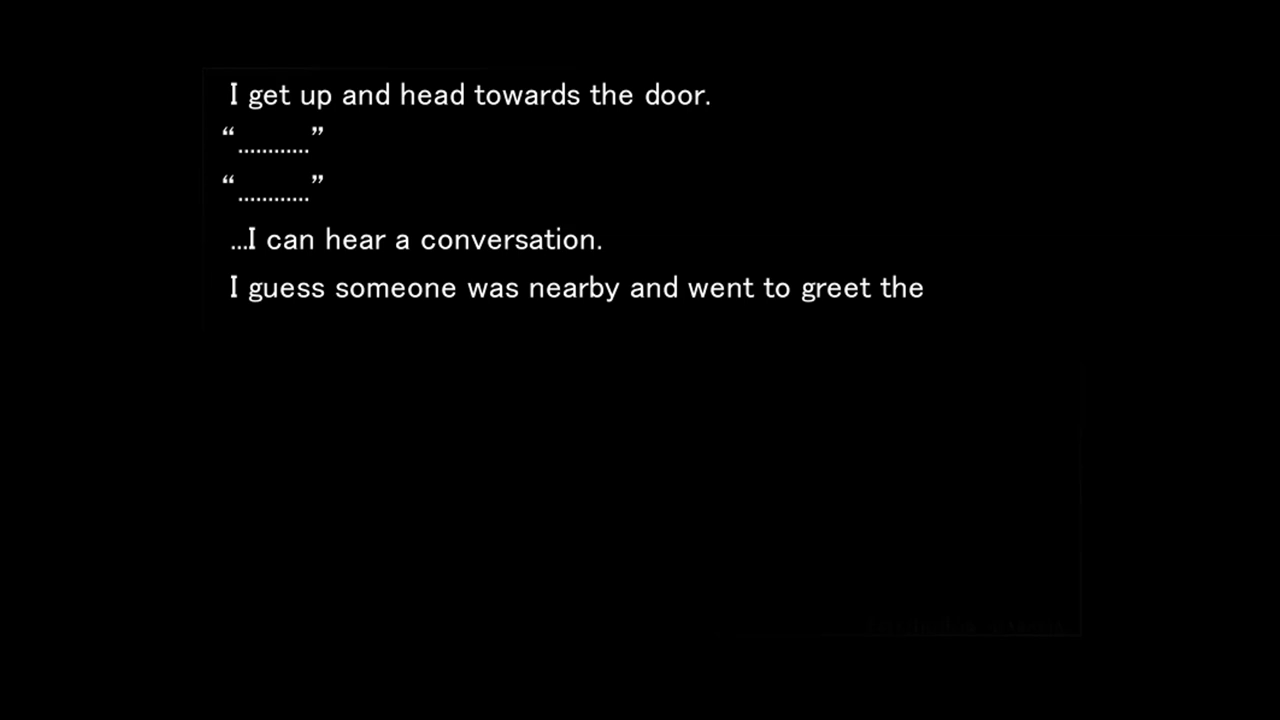 I get up and head towards the door.
“............”
“............”
...I can hear a conversation.
I guess someone was nearby and went to greet the